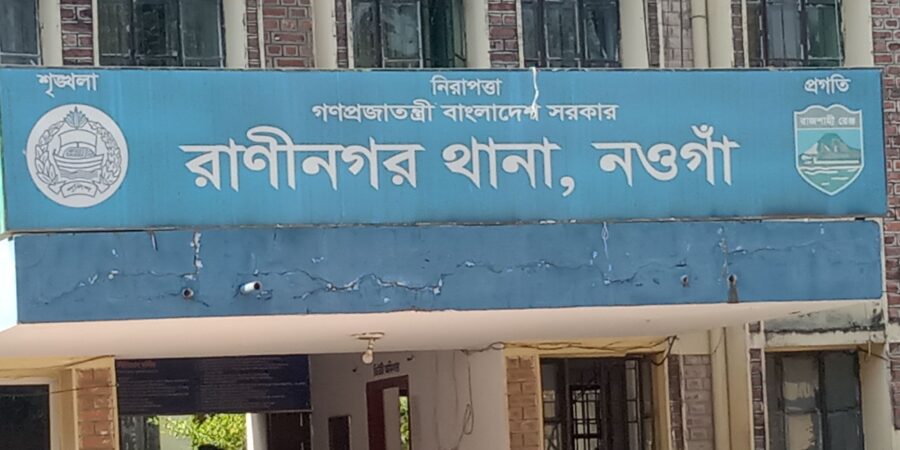 শৃঙ্খলা নিরাপত্তা প্রগতি
গণপ্রজাতন্ত্রী বাংলাদেশ সরকার
রাণীনগর থানা, নওগাঁ
পুলিশ
রাজশাহী রেঞ্জ